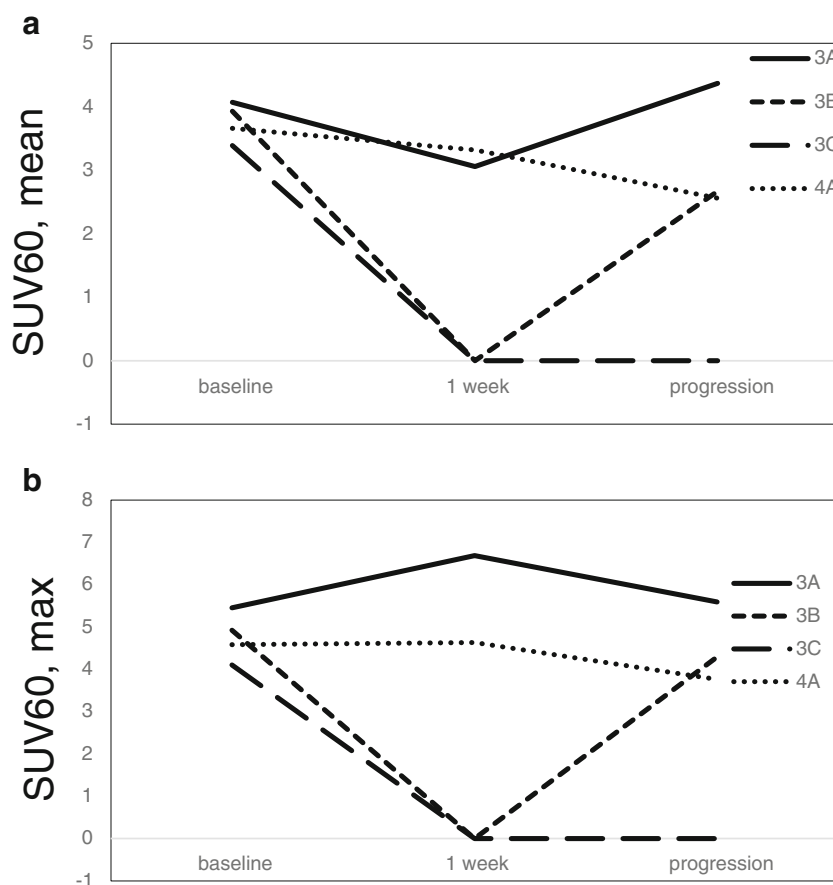 a
SUV60, mean
5
4
3
2
1
0
-1
baseline 1 week progression
3A
3B
3C
4A
b
SUV60, max
8
7
6
5
4
3
2
1
0
-1
baseline 1 week progression
3A
3B
3C
4A